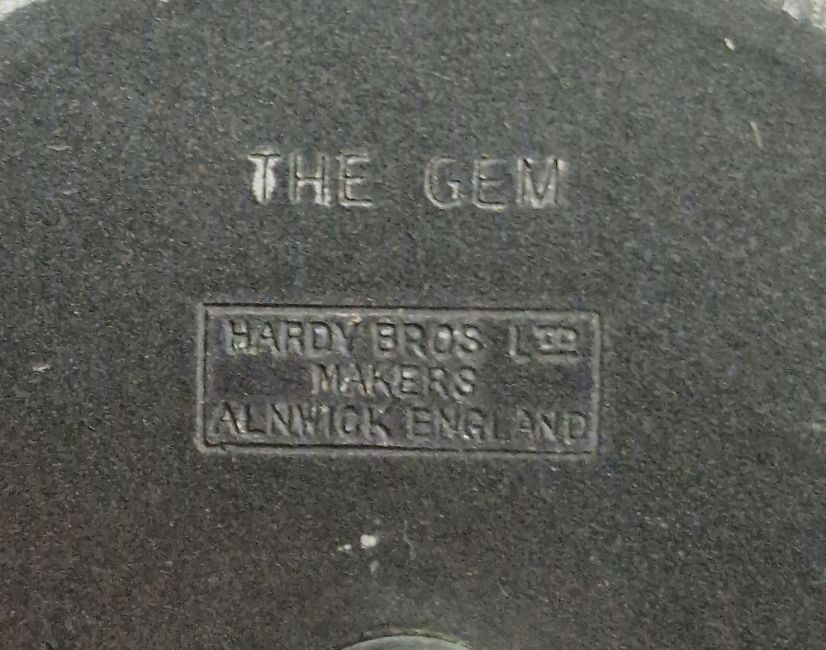 THE GEM
HARDY BROS LTD
MAKERS
ALNWICK ENGLAND